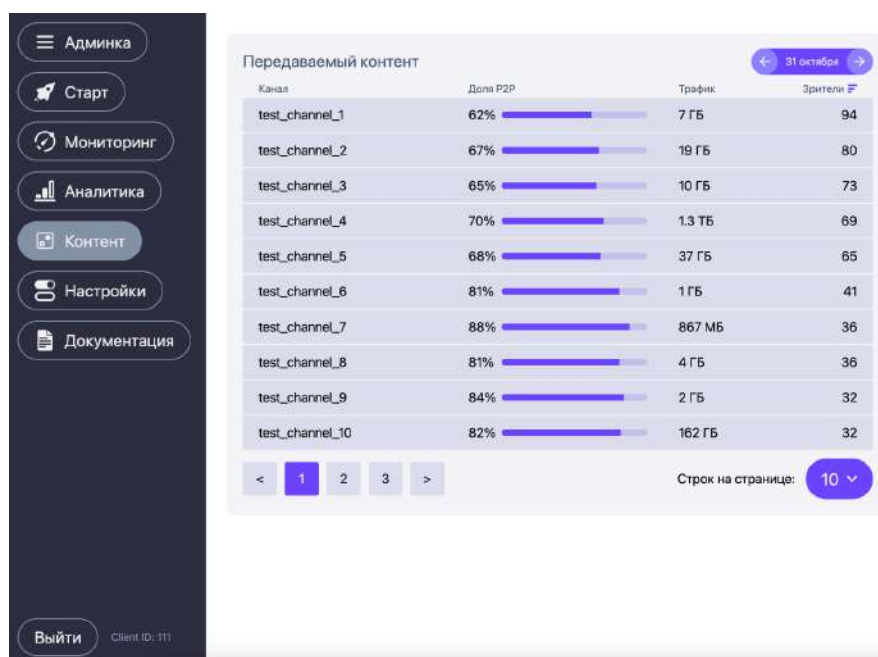 Админка
Старт
Мониторинг
Аналитика
Контент
Настройки
Документация
Выйти Client ID: 111
Передаваемый контент
← 31 октября →
Канал Доля P2P Трафик Зрители
test_channel_1 62% 7 ГБ 94
test_channel_2 67% 19 ГБ 80
test_channel_3 65% 10 ГБ 73
test_channel_4 70% 1.3 ТБ 69
test_channel_5 68% 37 ГБ 65
test_channel_6 81% 1 ГБ 41
test_channel_7 88% 867 МБ 36
test_channel_8 81% 4 ГБ 36
test_channel_9 84% 2 ГБ 32
test_channel_10 82% 162 ГБ 32
< 1 2 3 > Строк на странице: 10